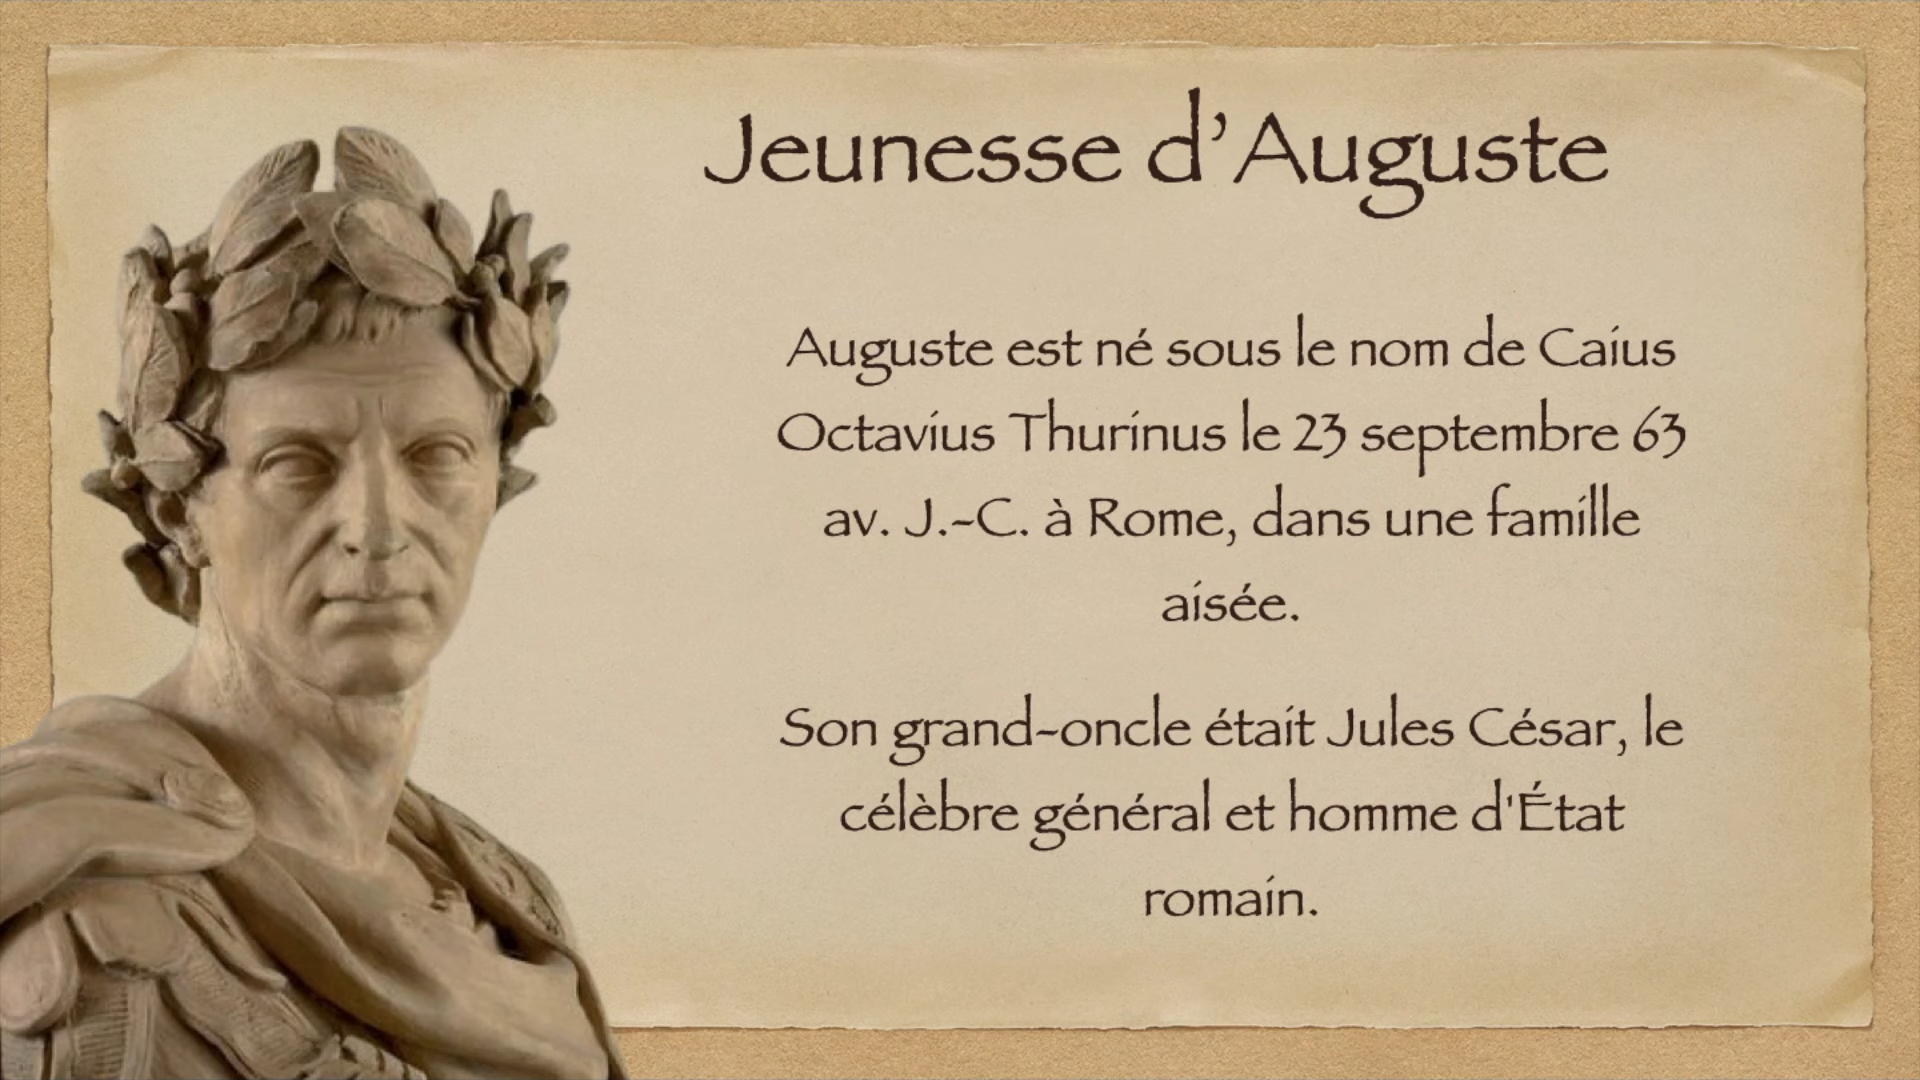 Jeunesse d’Auguste
Auguste est né sous le nom de Caius
Octavius Thurinus le 23 septembre 63
av. J.-C. à Rome, dans une famille
aisée.
Son grand-oncle était Jules César, le
célèbre général et homme d'État
romain.